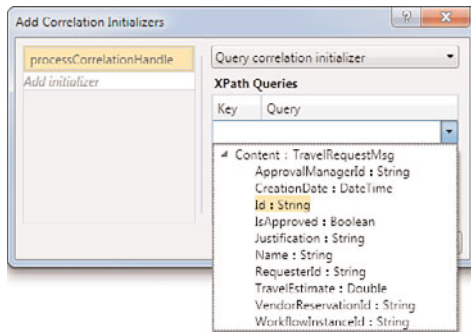 Add Correlation Initializers
processCorrelationHandle
Add initializer
Query correlation initializer
XPath Queries
Key Query
Content : TravelRequestMsg
ApprovalManagerId : String
CreationDate : DateTime
Id : String
IsApproved : Boolean
Justification : String
Name : String
RequesterId : String
TravelEstimate : Double
VendorReservationId : String
WorkflowInstanceId : String